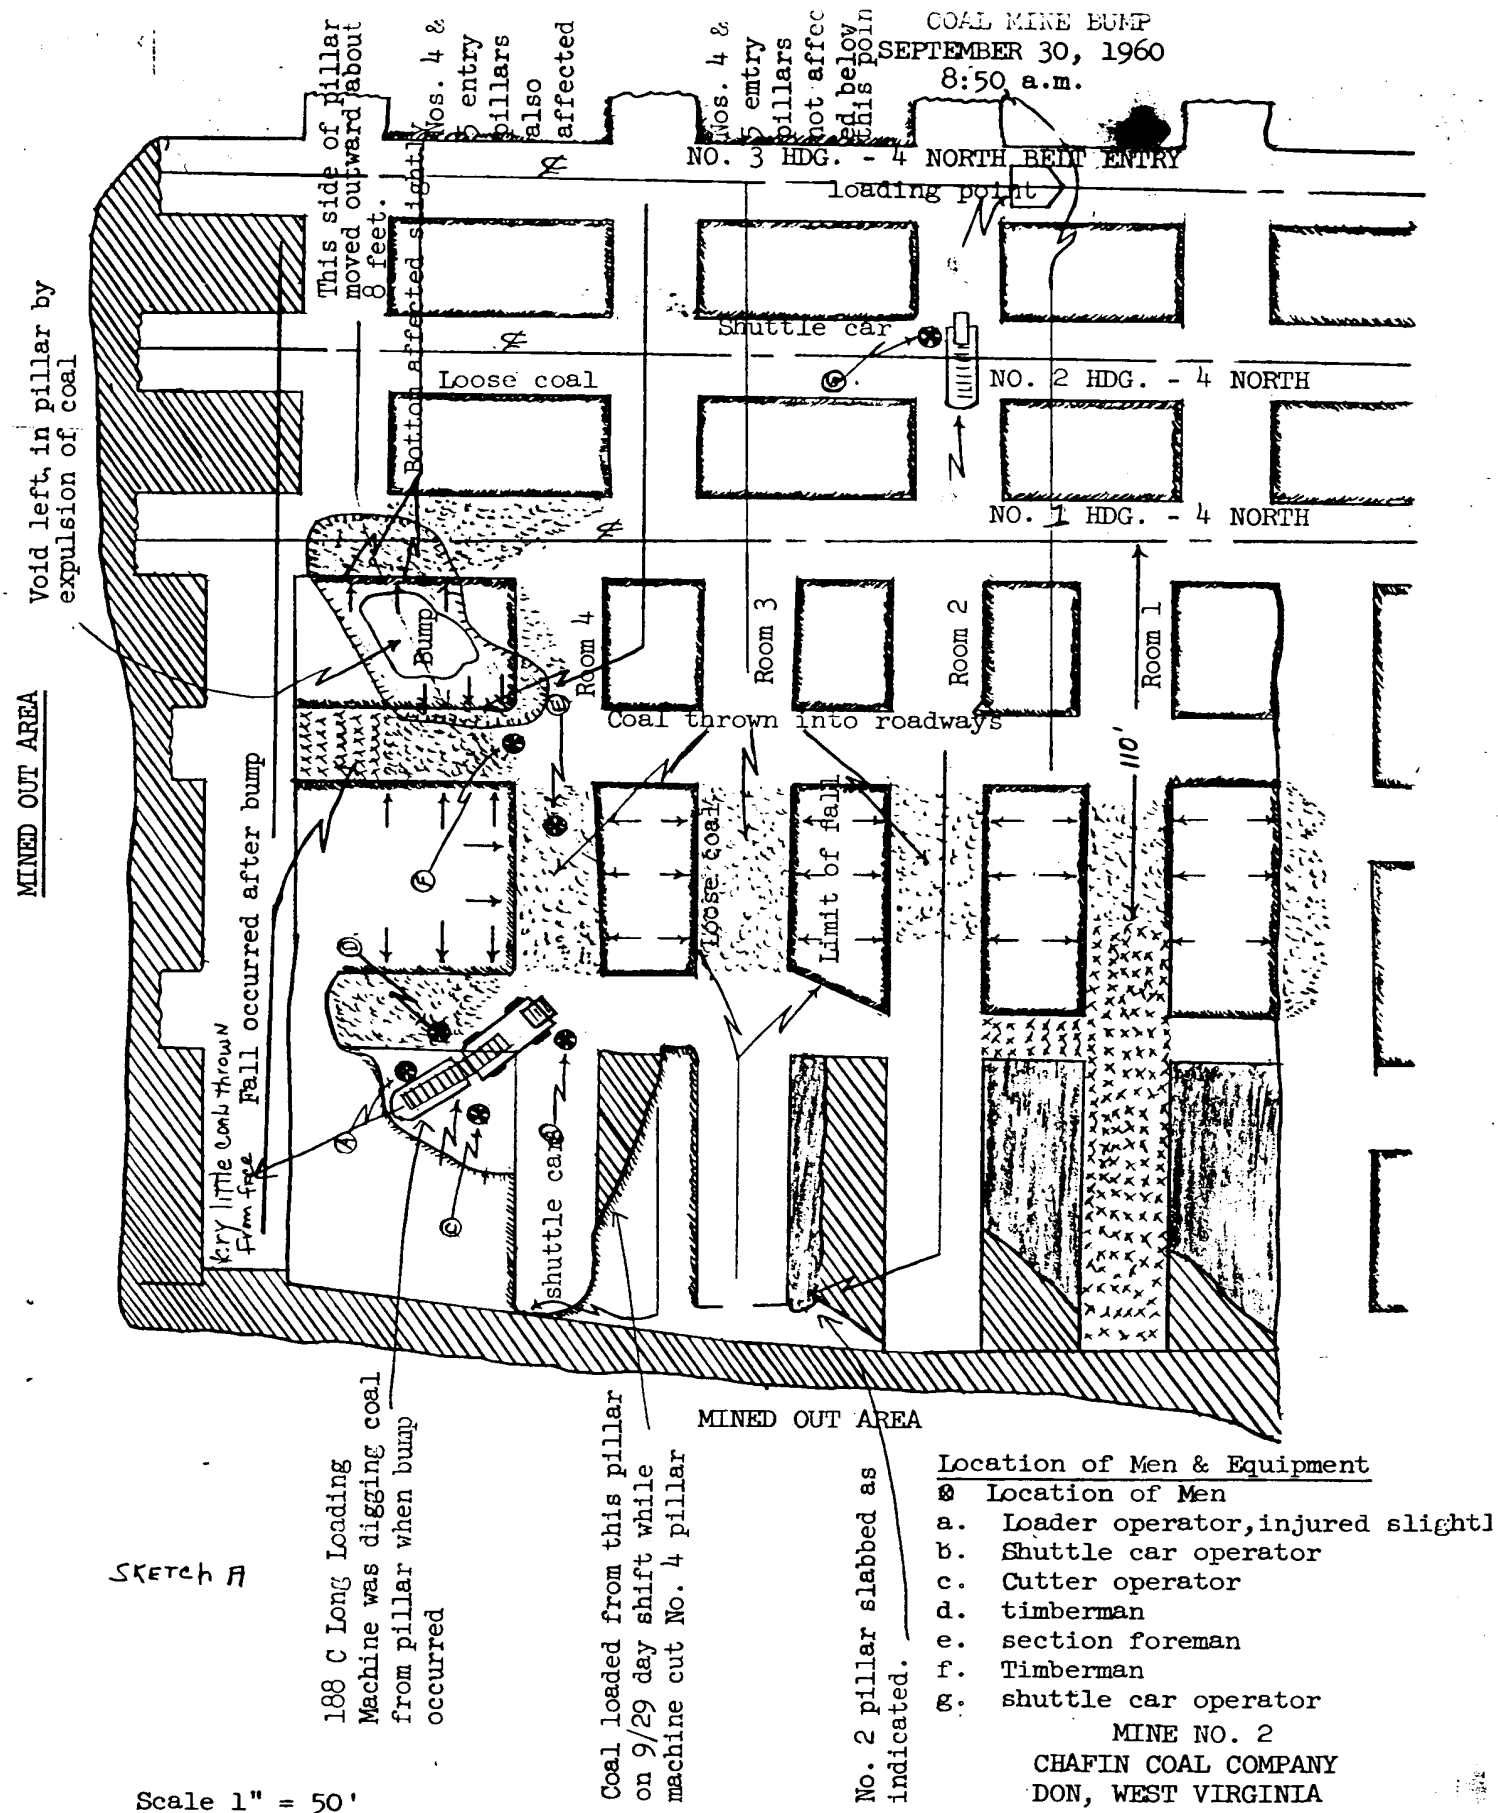 COAL MINE BUMP
SEPTEMBER 30, 1960
8:50 a.m.
This side of pillar
moved outward about
8 feet.
Bottom affected slightly
Nos. 4 &
5 entry
pillars
also
affected
Nos. 4 &
5 emtry
pillars
not affec
ed below
this poin
NO. 3 HDG. - 4 NORTH BELT ENTRY
loading point
Void left in pillar by
expulsion of coal
Shuttle car
G
Loose coal
NO. 2 HDG. - 4 NORTH
NO. 1 HDG. - 4 NORTH
Bump
Room 4
Room 3
Room 2
Room 1
E
Coal thrown into roadways
110'
MINED OUT AREA
Fall occurred after bump
F
Loose coal
Limit of fall
D
Very little coal thrown
from face
A
C
shuttle car
MINED OUT AREA
188 C Long Loading
Machine was digging coal
from pillar when bump
occurred
Coal loaded from this pillar
on 9/29 day shift while
machine cut No. 4 pillar
No. 2 pillar slabbed as
indicated.
Location of Men & Equipment
Location of Men
a. Loader operator,injured slightl
b. Shuttle car operator
c. Cutter operator
d. timberman
e. section foreman
f. Timberman
g. shuttle car operator
MINE NO. 2
CHAFIN COAL COMPANY
DON, WEST VIRGINIA
SKETCH A
Scale 1" = 50'